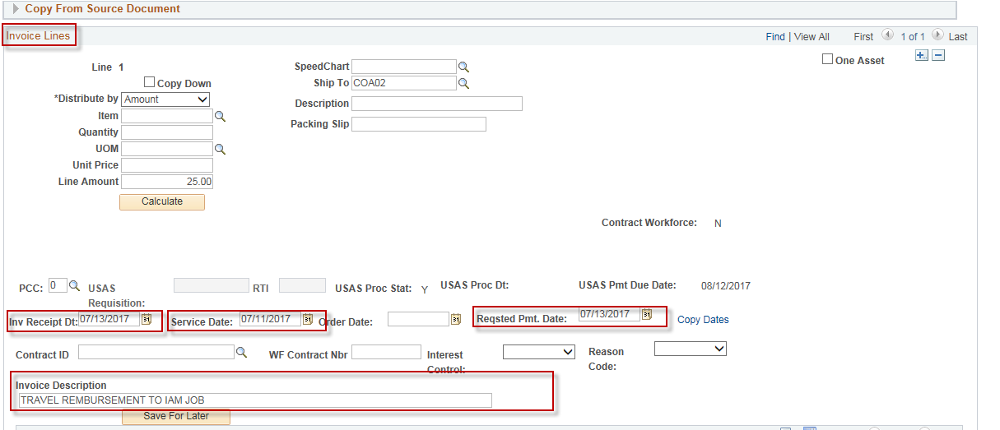 Copy From Source Document
Invoice Lines
Find | View All First 1 of 1 Last
Line 1
SpeedChart
One Asset
Copy Down
Ship To COA02
*Distribute by Amount
Description
Item
Packing Slip
Quantity
UOM
Unit Price
Line Amount 25.00
Calculate
Contract Workforce: N
PCC: 0 USAS Requisition: RTI USAS Proc Stat: Y USAS Proc Dt: USAS Pmt Due Date: 08/12/2017
Inv Receipt Dt: 07/13/2017 31 Service Date: 07/11/2017 31 Order Date: 31 Reqsted Pmt. Date: 07/13/2017 31 Copy Dates
Contract ID WF Contract Nbr Interest Control: Reason Code:
Invoice Description
TRAVEL REMBURSEMENT TO IAM JOB
Save For Later